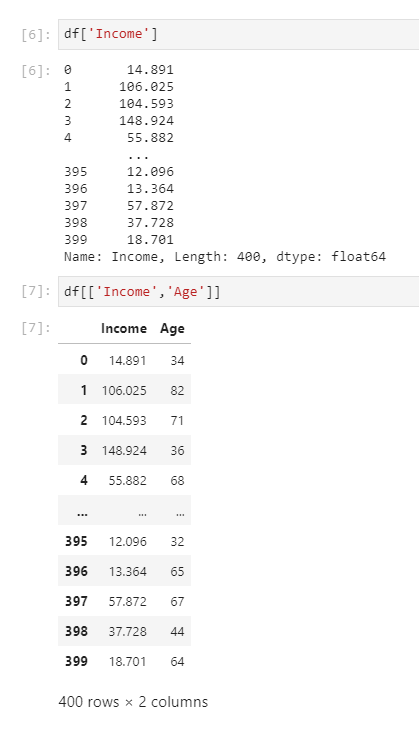 [6]: df['Income']
[6]: 0 14.891
1 106.025
2 104.593
3 148.924
4 55.882
...
395 12.096
396 13.364
397 57.872
398 37.728
399 18.701
Name: Income, Length: 400, dtype: float64
[7]: df[['Income','Age']]
[7]: Income Age
0 14.891 34
1 106.025 82
2 104.593 71
3 148.924 36
4 55.882 68
... ... ...
395 12.096 32
396 13.364 65
397 57.872 67
398 37.728 44
399 18.701 64
400 rows × 2 columns